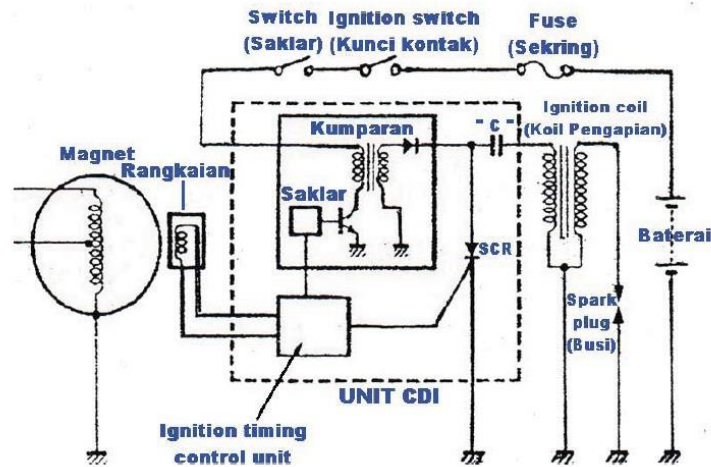 Switch
(Saklar)
Ignition switch
(Kunci kontak)
Fuse
(Sekring)
Ignition coil
(Koil Pengapian)
"C"
Kumparan
Magnet
Rangkaian
Saklar
SCR
Baterai
Spark
plug
(Busi)
UNIT CDI
Ignition timing
control unit